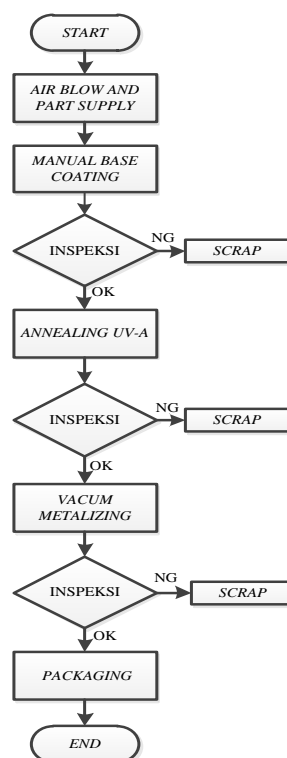 START
AIR BLOW AND
PART SUPPLY
MANUAL BASE
COATING
INSPEKSI
NG
SCRAP
OK
ANNEALING UV-A
INSPEKSI
NG
SCRAP
OK
VACUM
METALIZING
INSPEKSI
NG
SCRAP
OK
PACKAGING
END